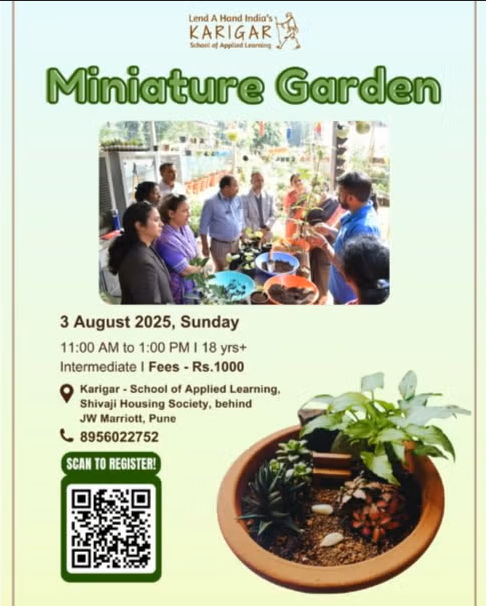 Lend A Hand India's
KARIGAR
School of Applied Learning
Miniature Garden
3 August 2025, Sunday
11:00 AM to 1:00 PM I 18 yrs+
Intermediate I Fees - Rs.1000
Karigar - School of Applied Learning,
Shivaji Housing Society, behind
JW Marriott, Pune
8956022752
SCAN TO REGISTER!